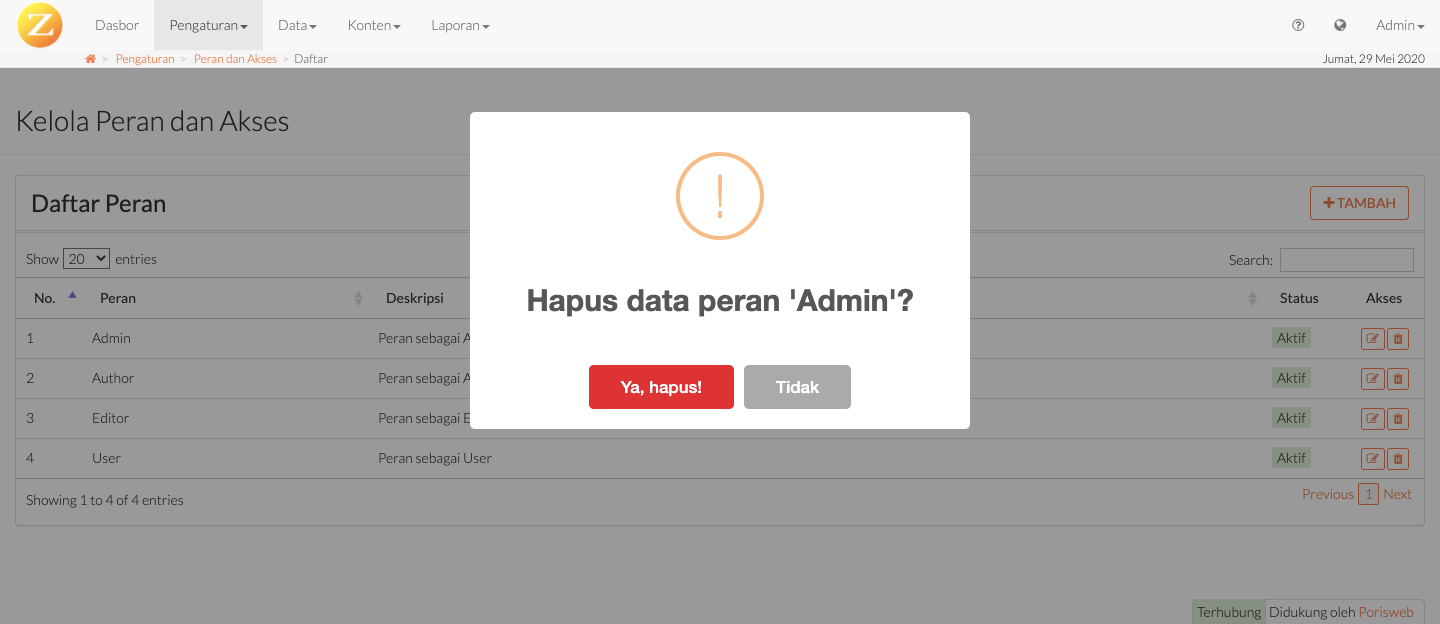 Z
Dasbor Pengaturan Data Konten Laporan Admin
> Pengaturan > Peran dan Akses > Daftar Jumat, 29 Mei 2020
Kelola Peran dan Akses
!
Hapus data peran 'Admin'?
Ya, hapus! Tidak
Daftar Peran TAMBAH
Show 20 entries Search:
No. Peran Deskripsi Status Akses
1 Admin Peran sebagai A Aktif
2 Author Peran sebagai A Aktif
3 Editor Peran sebagai E Aktif
4 User Peran sebagai User Aktif
Showing 1 to 4 of 4 entries Previous 1 Next
Terhubung Didukung oleh Porisweb